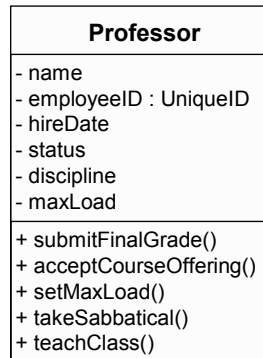 Professor
- name
- employeeID : UniqueID
- hireDate
- status
- discipline
- maxLoad
+ submitFinalGrade()
+ acceptCourseOffering()
+ setMaxLoad()
+ takeSabbatical()
+ teachClass()